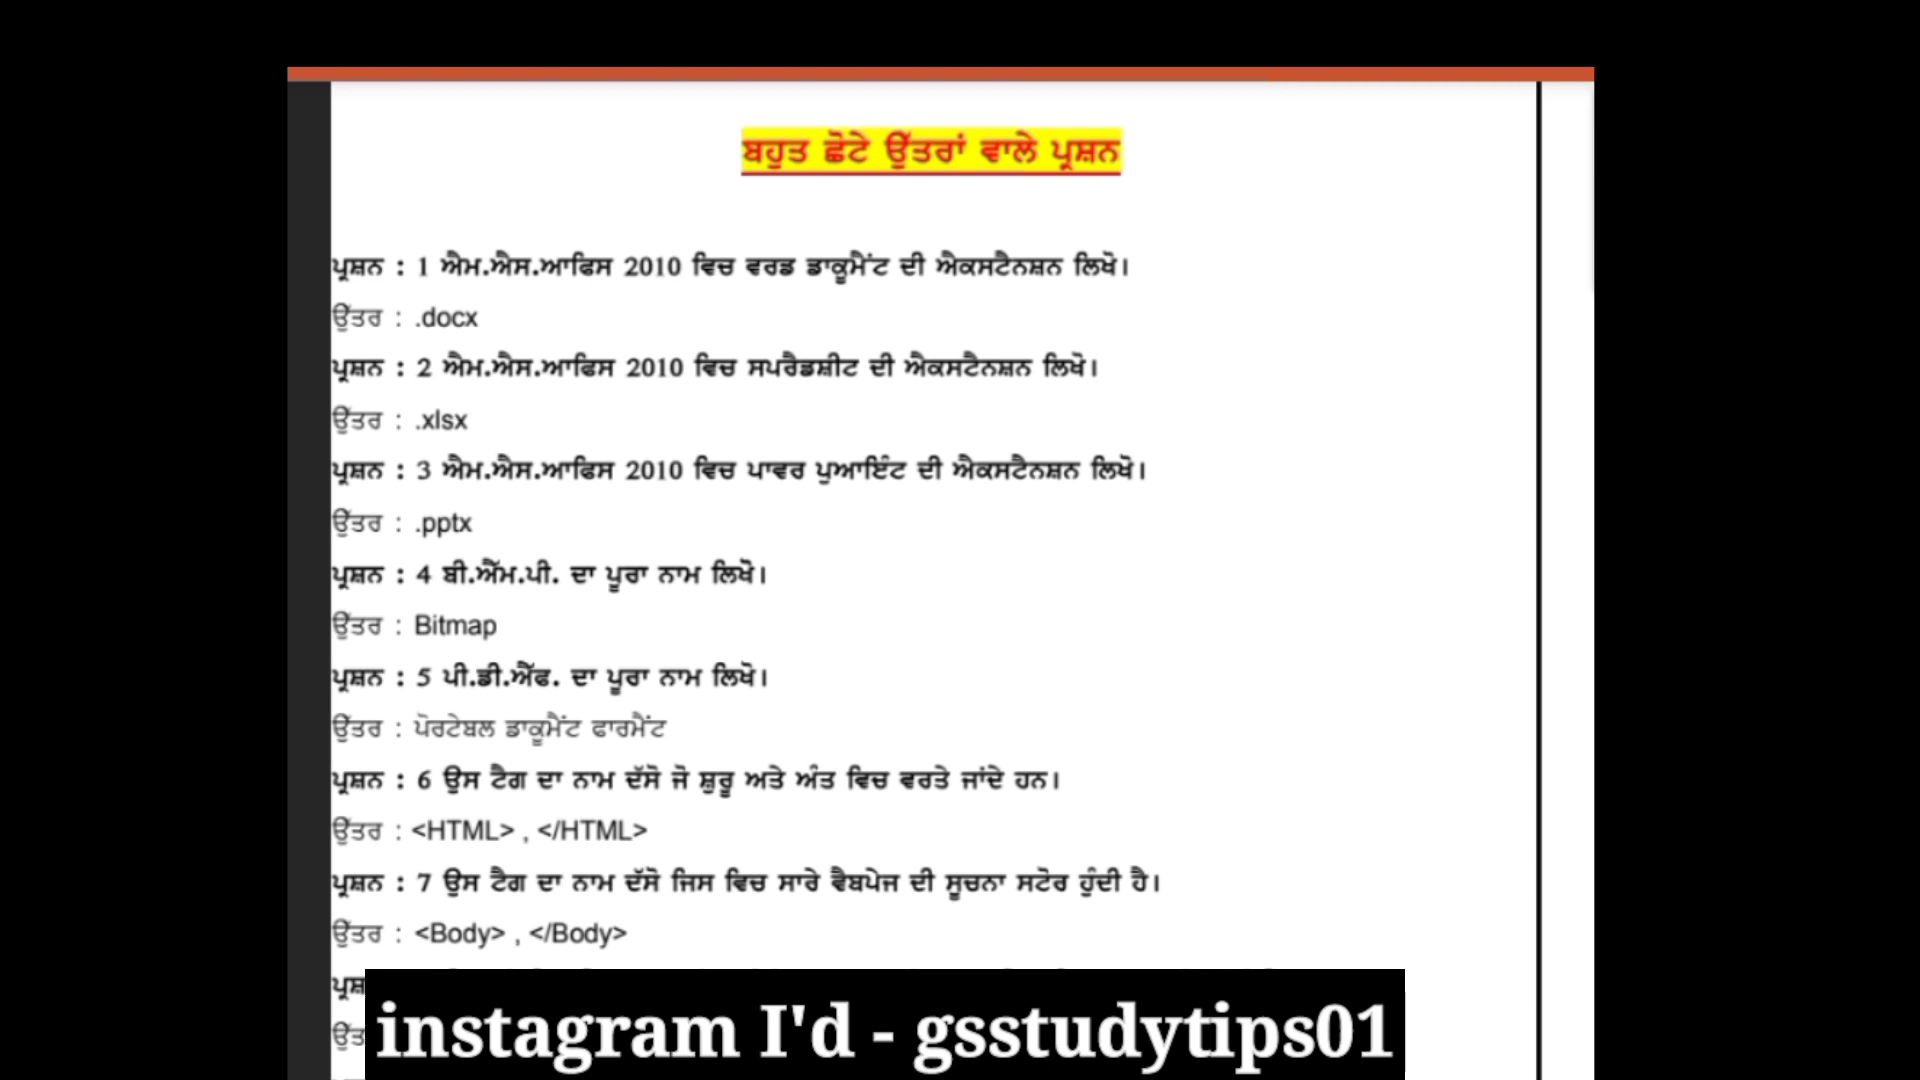 ਬਹੁਤ ਛੋਟੇ ਉੱਤਰਾਂ ਵਾਲੇ ਪ੍ਰਸ਼ਨ
ਪ੍ਰਸ਼ਨ : 1 ਐਮ.ਐਸ.ਆਫਿਸ 2010 ਵਿਚ ਵਰਡ ਡਾਕੂਮੈਂਟ ਦੀ ਐਕਸਟੈਨਸ਼ਨ ਲਿਖੋ।
ਉੱਤਰ : .docx
ਪ੍ਰਸ਼ਨ : 2 ਐਮ.ਐਸ.ਆਫਿਸ 2010 ਵਿਚ ਸਪਰੈਡਸ਼ੀਟ ਦੀ ਐਕਸਟੈਨਸ਼ਨ ਲਿਖੋ।
ਉੱਤਰ : .xlsx
ਪ੍ਰਸ਼ਨ : 3 ਐਮ.ਐਸ.ਆਫਿਸ 2010 ਵਿਚ ਪਾਵਰ ਪੁਆਇੰਟ ਦੀ ਐਕਸਟੈਨਸ਼ਨ ਲਿਖੋ।
ਉੱਤਰ : .pptx
ਪ੍ਰਸ਼ਨ : 4 ਬੀ.ਐੱਮ.ਪੀ. ਦਾ ਪੂਰਾ ਨਾਮ ਲਿਖੋ।
ਉੱਤਰ : Bitmap
ਪ੍ਰਸ਼ਨ : 5 ਪੀ.ਡੀ.ਐੱਫ. ਦਾ ਪੂਰਾ ਨਾਮ ਲਿਖੋ।
ਉੱਤਰ : ਪੋਰਟੇਬਲ ਡਾਕੂਮੈਂਟ ਫਾਰਮੈਂਟ
ਪ੍ਰਸ਼ਨ : 6 ਉਸ ਟੈਗ ਦਾ ਨਾਮ ਦੱਸੋ ਜੋ ਸ਼ੁਰੂ ਅਤੇ ਅੰਤ ਵਿਚ ਵਰਤੇ ਜਾਂਦੇ ਹਨ।
ਉੱਤਰ : <HTML> , </HTML>
ਪ੍ਰਸ਼ਨ : 7 ਉਸ ਟੈਗ ਦਾ ਨਾਮ ਦੱਸੋ ਜਿਸ ਵਿਚ ਸਾਰੇ ਵੈਬਪੇਜ ਦੀ ਸੂਚਨਾ ਸਟੋਰ ਹੁੰਦੀ ਹੈ।
ਉੱਤਰ : <Body> , </Body>
instagram I'd - gsstudytips01